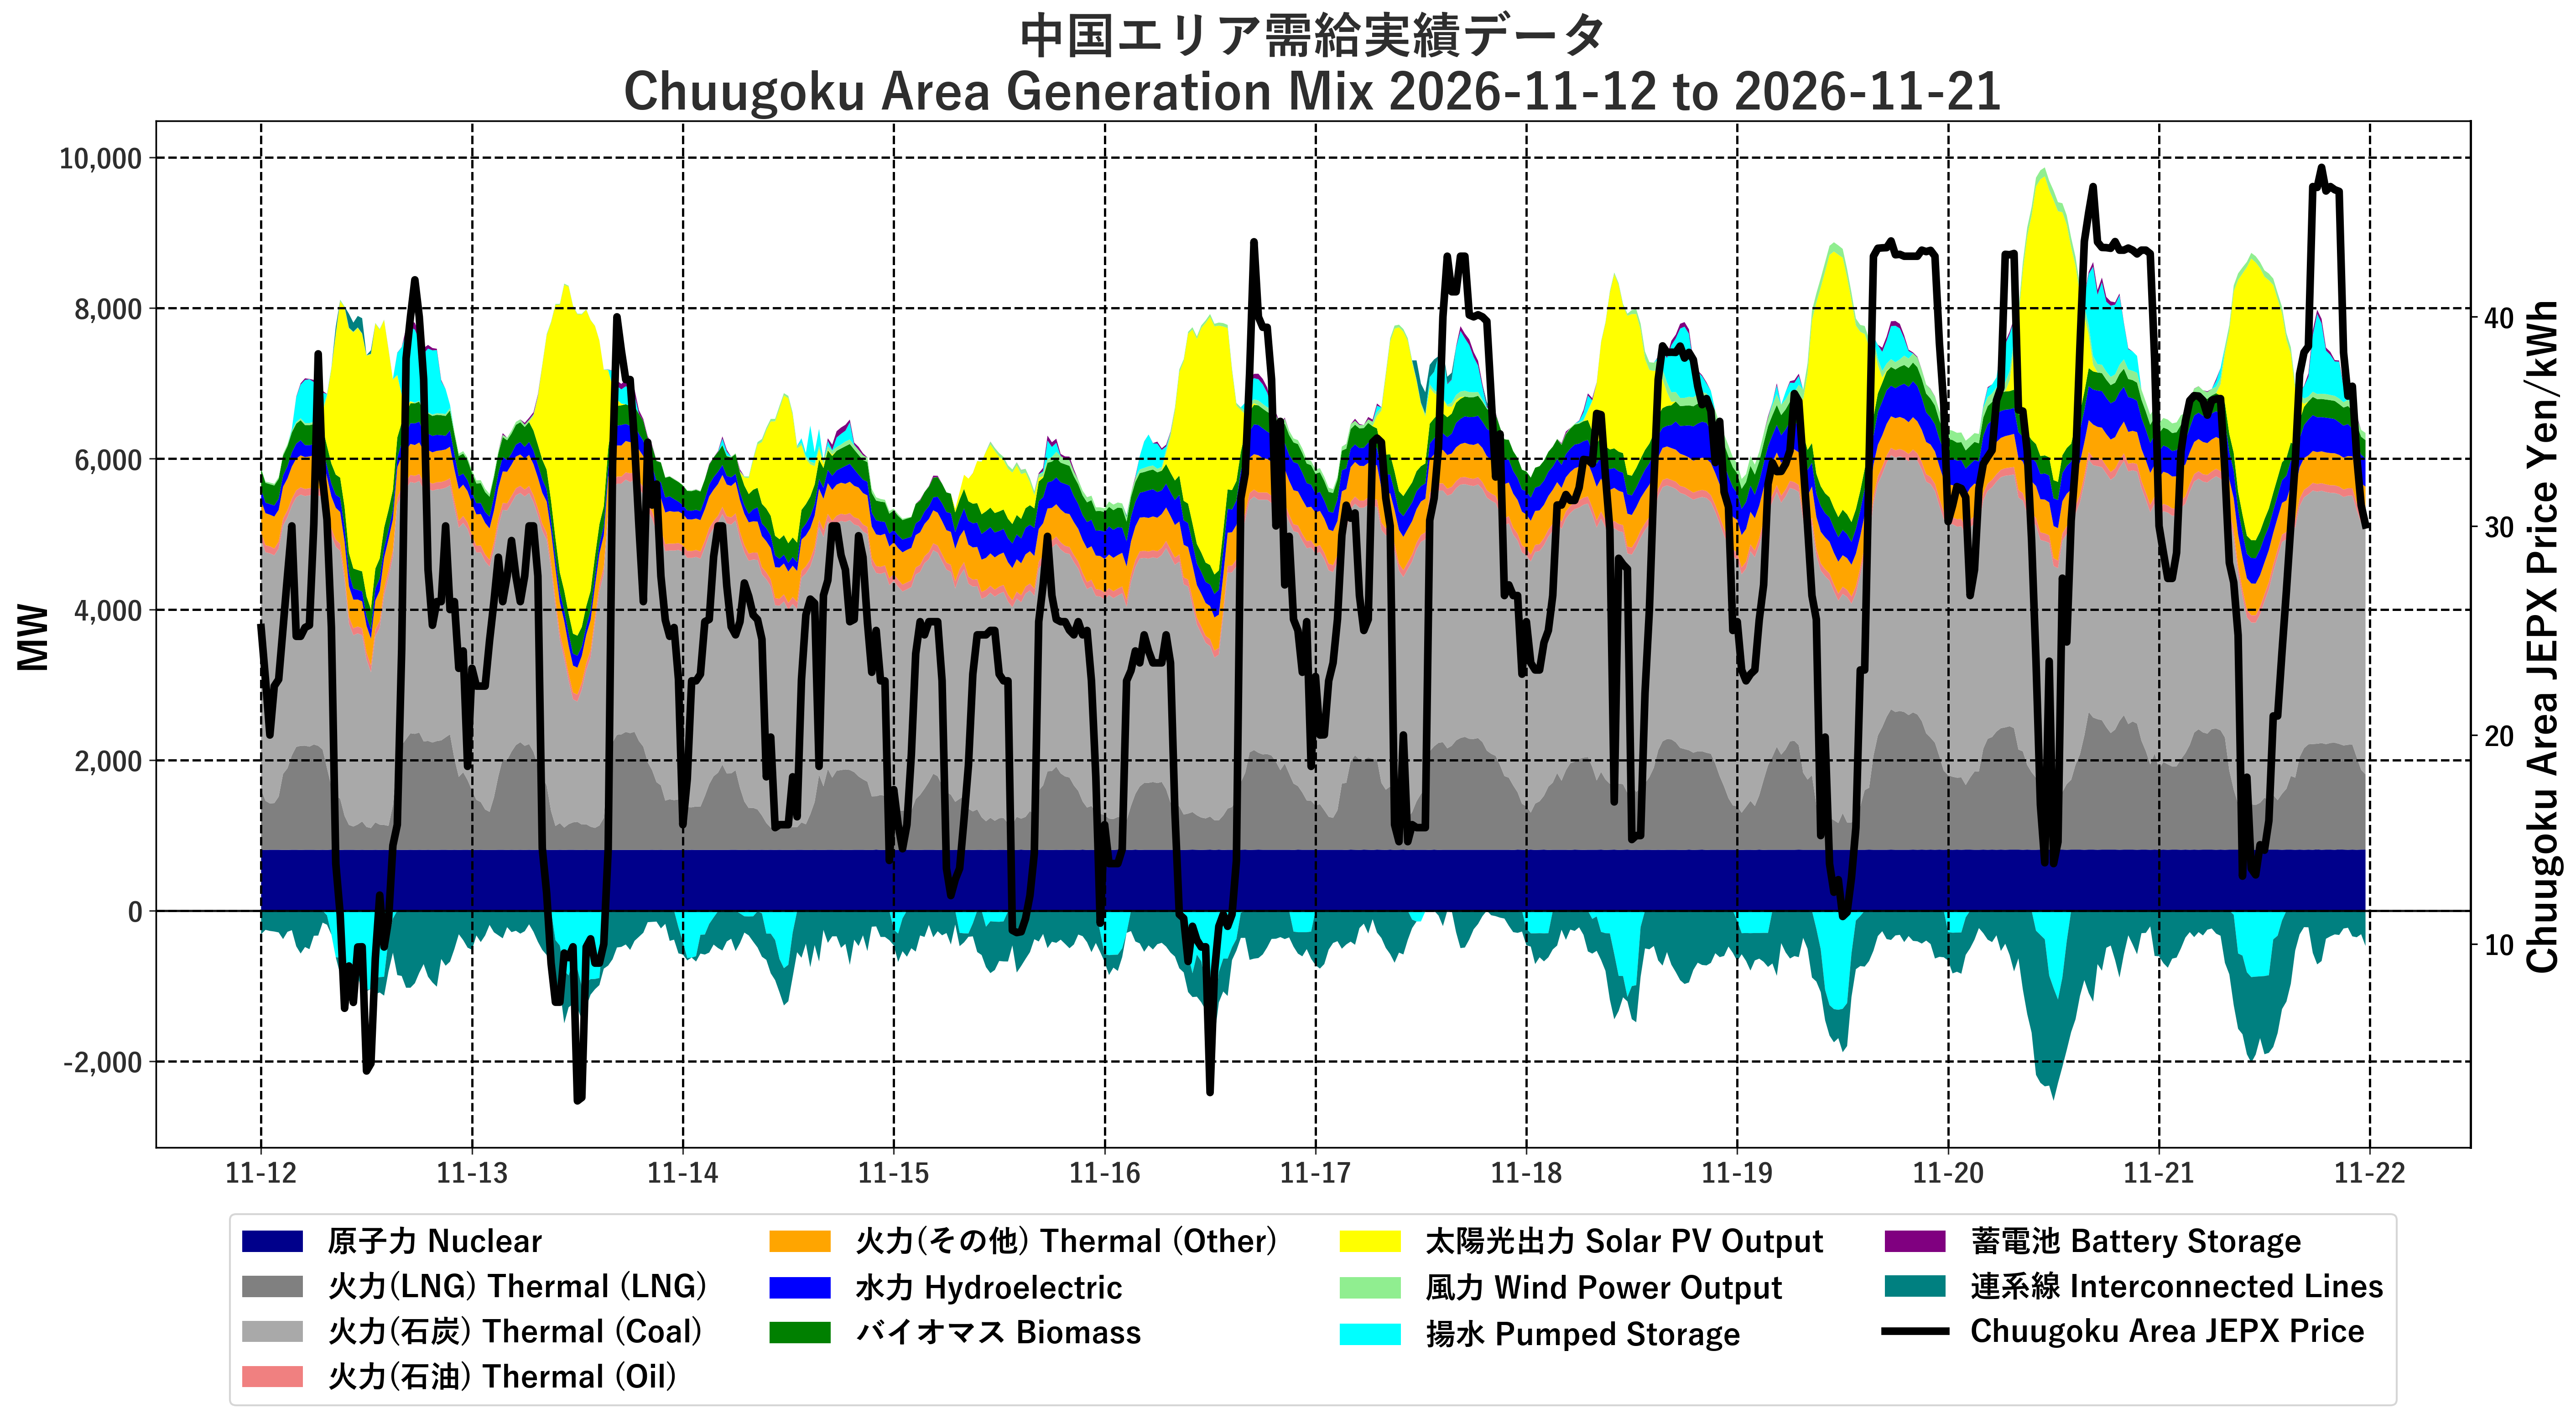 中国エリア需給実績データ
Chuugoku Area Generation Mix 2026-11-12 to 2026-11-21
10,000
8,000
6,000
4,000
2,000
0
-2,000
MW
40
30
20
10
Chuugoku Area JEPX Price Yen/kWh
11-12 11-13 11-14 11-15 11-16 11-17 11-18 11-19 11-20 11-21 11-22
原子力 Nuclear
火力(LNG) Thermal (LNG)
火力(石炭) Thermal (Coal)
火力(石油) Thermal (Oil)
火力(その他) Thermal (Other)
水力 Hydroelectric
バイオマス Biomass
太陽光出力 Solar PV Output
風力 Wind Power Output
揚水 Pumped Storage
蓄電池 Battery Storage
連系線 Interconnected Lines
Chuugoku Area JEPX Price